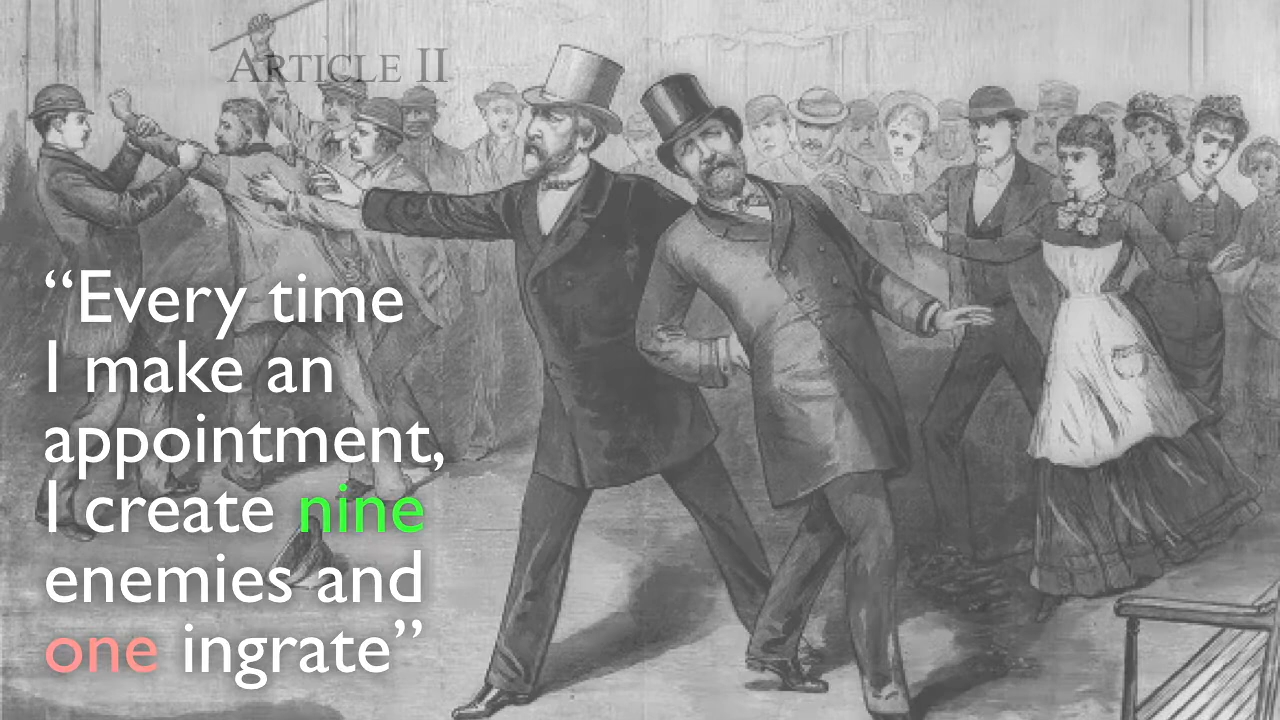 ARTICLE II
“Every time
I make an
appointment,
I create nine
enemies and
one ingrate”